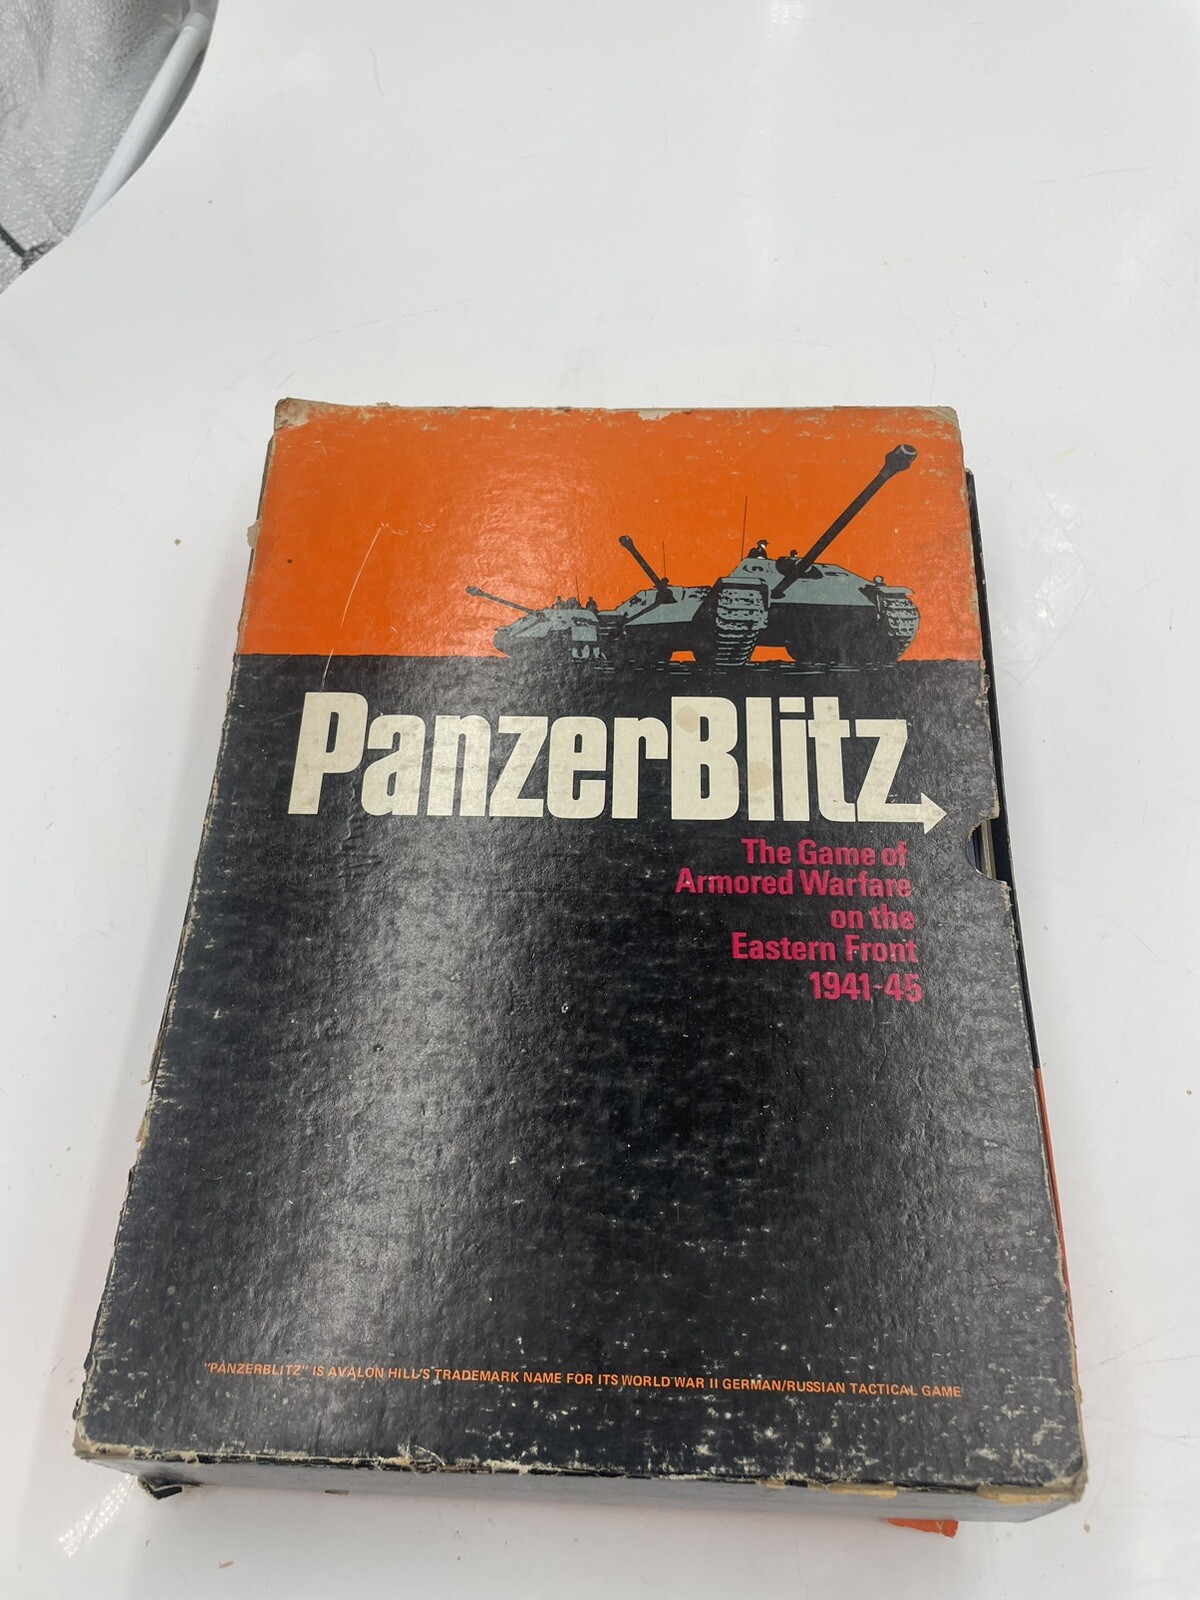 PanzerBlitz
The Game of
Armored Warfare
on the
Eastern Front
1941-45
"PANZERBLITZ" IS AVALON HILL'S TRADEMARK NAME FOR ITS WORLD WAR II GERMAN/RUSSIAN TACTICAL GAME